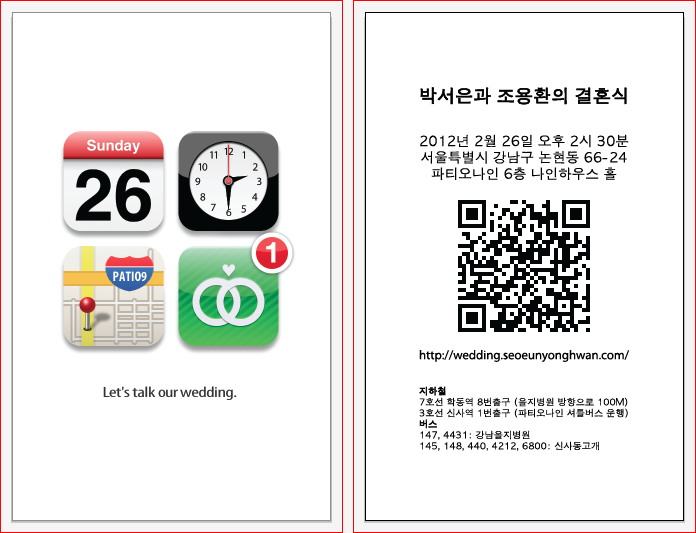 Sunday
26
11 12 1
10 2
9 3
8 4
7 6 5
PATIO9
1
Let's talk our wedding.
박서은과 조용환의 결혼식
2012년 2월 26일 오후 2시 30분
서울특별시 강남구 논현동 66-24
파티오나인 6층 나인하우스 홀
http://wedding.seoeunyonghwan.com/
지하철
7호선 학동역 8번출구 (을지병원 방향으로 100M)
3호선 신사역 1번출구 (파티오나인 셔틀버스 운행)
버스
147, 4431: 강남을지병원
145, 148, 440, 4212, 6800: 신사동고개